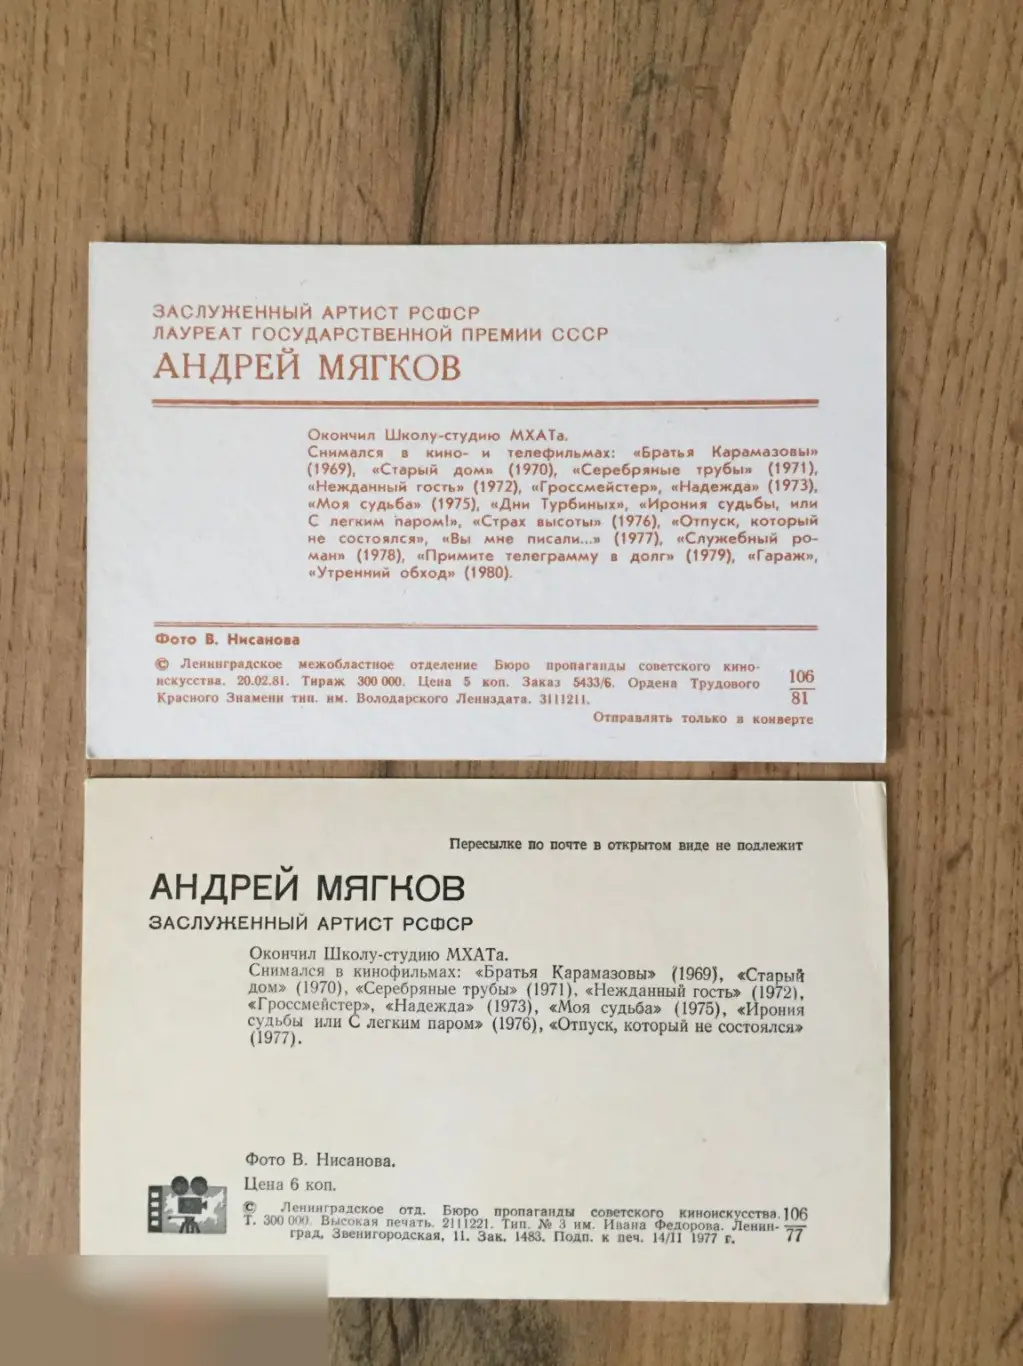 ЗАСЛУЖЕННЫЙ АРТИСТ РСФСР
ЛАУРЕАТ ГОСУДАРСТВЕННОЙ ПРЕМИИ СССР
АНДРЕЙ МЯГКОВ
Окончил Школу-студию МХАТа.
Снимался в кино- и телефильмах: «Братья Карамазовы»
(1969), «Старый дом» (1970), «Серебряные трубы» (1971),
«Нежданный гость» (1972), «Гроссмейстер», «Надежда» (1973),
«Моя судьба» (1975), «Дни Турбиных», «Ирония судьбы, или
С легким паром!», «Страх высоты» (1976), «Отпуск, который
не состоялся», «Вы мне писали...» (1977), «Служебный ро-
ман» (1978), «Примите телеграмму в долг» (1979), «Гараж»,
«Утренний обход» (1980).
Фото В. Нисанова
© Ленинградское межобластное отделение Бюро пропаганды советского кино-
искусства. 20.02.81. Тираж 300 000. Цена 5 коп. Заказ 5433/6. Ордена Трудового
Красного Знамени тип. им. Володарского Лениздата. 3111211.
106
81
Отправлять только в конверте
Пересылке по почте в открытом виде не подлежит
АНДРЕЙ МЯГКОВ
ЗАСЛУЖЕННЫЙ АРТИСТ РСФСР
Окончил Школу-студию МХАТа.
Снимался в кинофильмах: «Братья Карамазовы» (1969), «Старый
дом» (1970), «Серебряные трубы» (1971), «Нежданный гость» (1972),
«Гроссмейстер», «Надежда» (1973), «Моя судьба» (1975), «Ирония
судьбы или С легким паром» (1976), «Отпуск, который не состоялся»
(1977).
Фото В. Нисанова.
Цена 6 коп.
© Ленинградское отд. Бюро пропаганды советского киноискусства.
Т. 300 000. Высокая печать. 2111221. Тип. № 3 им. Ивана Федорова. Ленин-
град, Звенигородская, 11. Зак. 1483. Подп. к печ. 14/II 1977 г.
106
77